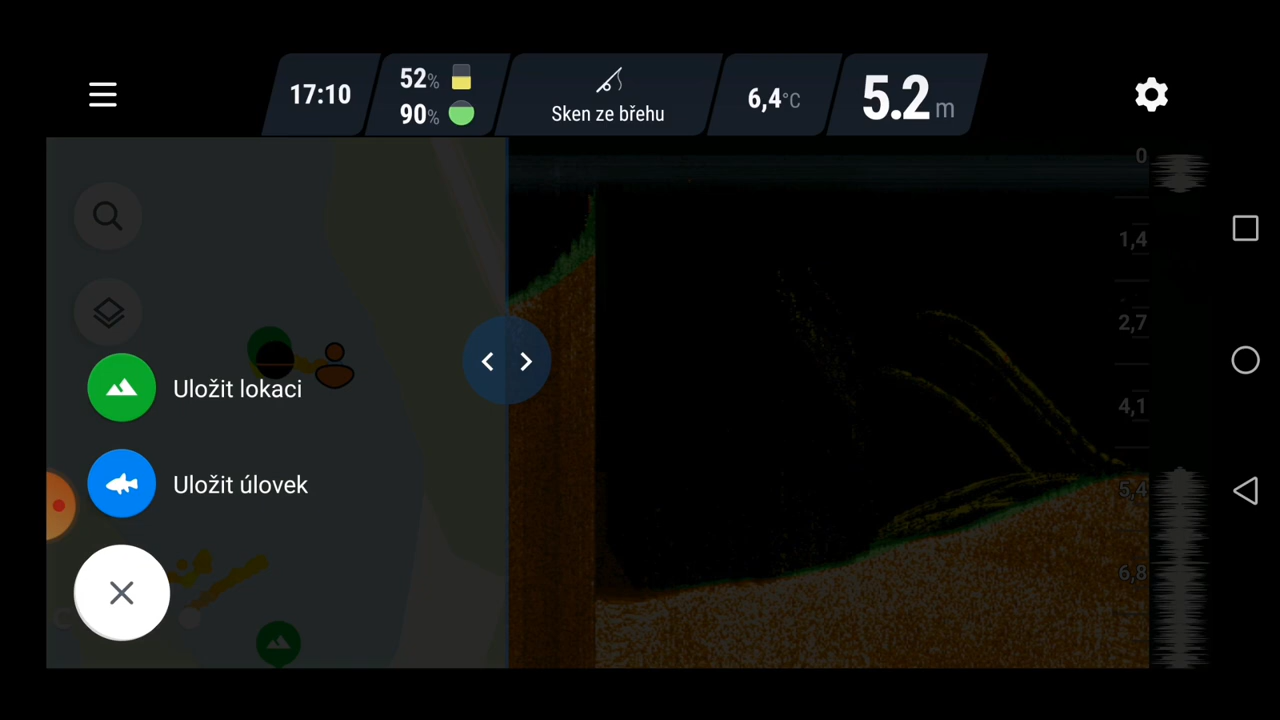 17:10
52%
90%
Sken ze břehu
6,4°C
5.2 m
0
1,4
2,7
4,1
5,4
6,8
Uložit lokaci
Uložit úlovek